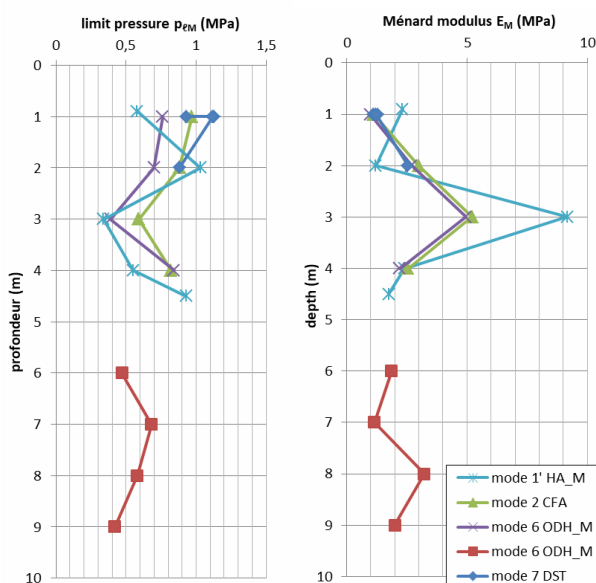 limit pressure pℓM (MPa)
0 0,5 1 1,5
0
1
2
3
4
5
6
7
8
9
10
profondeur (m)
Ménard modulus EM (MPa)
0 5 10
0
1
2
3
4
5
6
7
8
9
10
depth (m)
mode 1' HA_M
mode 2 CFA
mode 6 ODH_M
mode 6 ODH_M
mode 7 DST